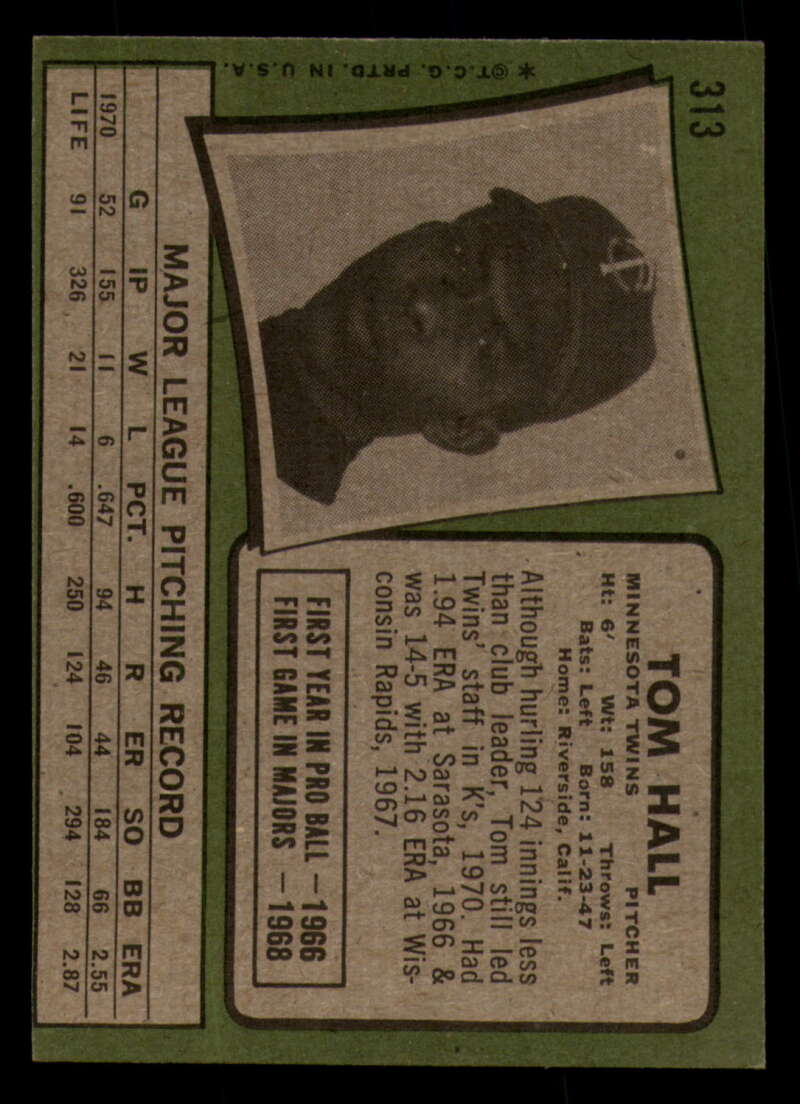 313
* ©T.C.G. PRTD. IN U.S.A.
TOM HALL
MINNESOTA TWINS PITCHER
Ht: 6' Wt: 158 Throws: Left
Bats: Left Born: 11-23-47
Home: Riverside, Calif.
Although hurling 124 innings less
than club leader, Tom still led
Twins' staff in K's, 1970. Had
1.94 ERA at Sarasota, 1966 &
was 14-5 with 2.16 ERA at Wis-
consin Rapids, 1967.
FIRST YEAR IN PRO BALL — 1966
FIRST GAME IN MAJORS — 1968
MAJOR LEAGUE PITCHING RECORD
G IP W L PCT. H R ER SO BB ERA
1970 52 155 11 6 .647 94 46 44 184 66 2.55
LIFE 91 326 21 14 .600 250 124 104 294 128 2.87